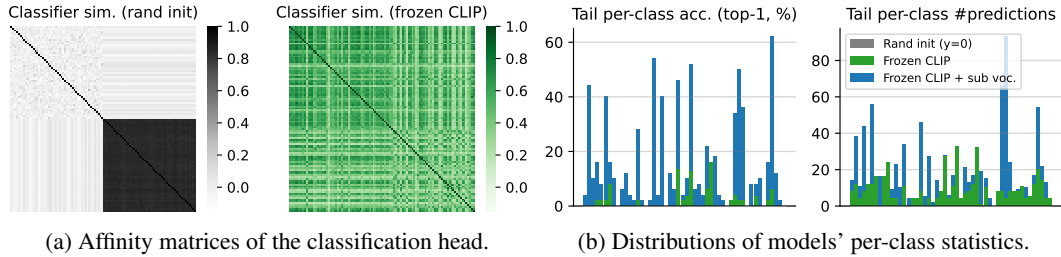 Classifier sim. (rand init)
1.0
0.8
0.6
0.4
0.2
0.0
Classifier sim. (frozen CLIP)
1.0
0.8
0.6
0.4
0.2
0.0
(a) Affinity matrices of the classification head.
Tail per-class acc. (top-1, %)
60
40
20
0
Tail per-class #predictions
80
60
40
20
0
Rand init (y=0)
Frozen CLIP
Frozen CLIP + sub voc.
(b) Distributions of models' per-class statistics.